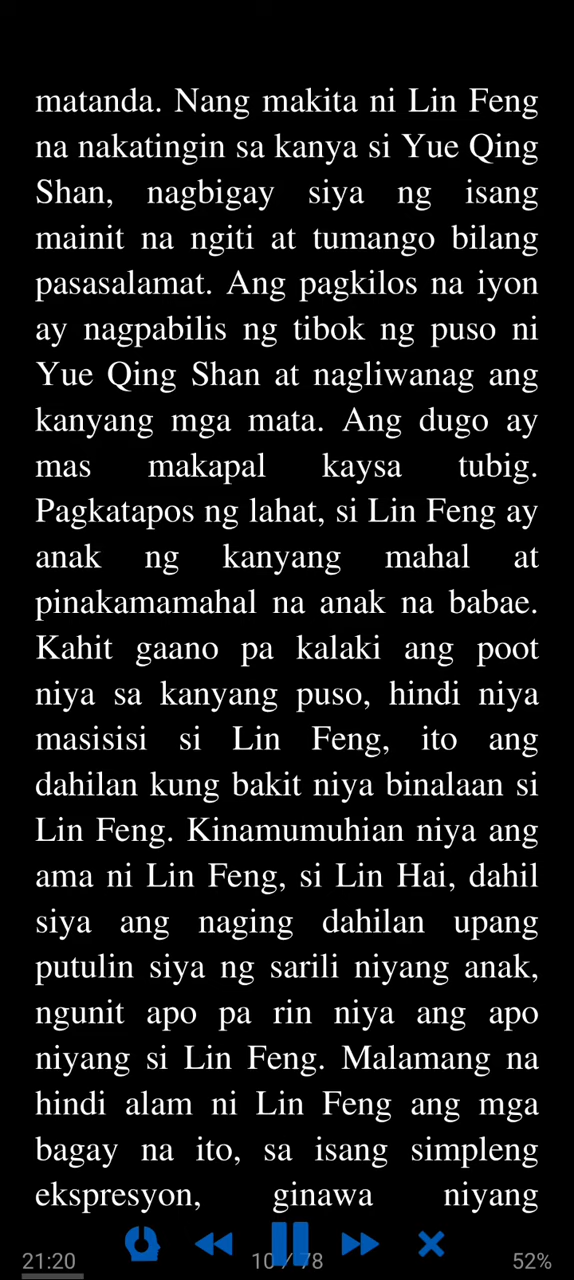 matanda. Nang makita ni Lin Feng
na nakatingin sa kanya si Yue Qing
Shan, nagbigay siya ng isang
mainit na ngiti at tumango bilang
pasasalamat. Ang pagkilos na iyon
ay nagpabilis ng tibok ng puso ni
Yue Qing Shan at nagliwanag ang
kanyang mga mata. Ang dugo ay
mas makapal kaysa tubig.
Pagkatapos ng lahat, si Lin Feng ay
anak ng kanyang mahal at
pinakamamahal na anak na babae.
Kahit gaano pa kalaki ang poot
niya sa kanyang puso, hindi niya
masisisi si Lin Feng, ito ang
dahilan kung bakit niya binalaan si
Lin Feng. Kinamumuhian niya ang
ama ni Lin Feng, si Lin Hai, dahil
siya ang naging dahilan upang
putulin siya ng sarili niyang anak,
ngunit apo pa rin niya ang apo
niyang si Lin Feng. Malamang na
hindi alam ni Lin Feng ang mga
bagay na ito, sa isang simpleng
ekspresyon, ginawa niyang
21:20 10 / 78 52%